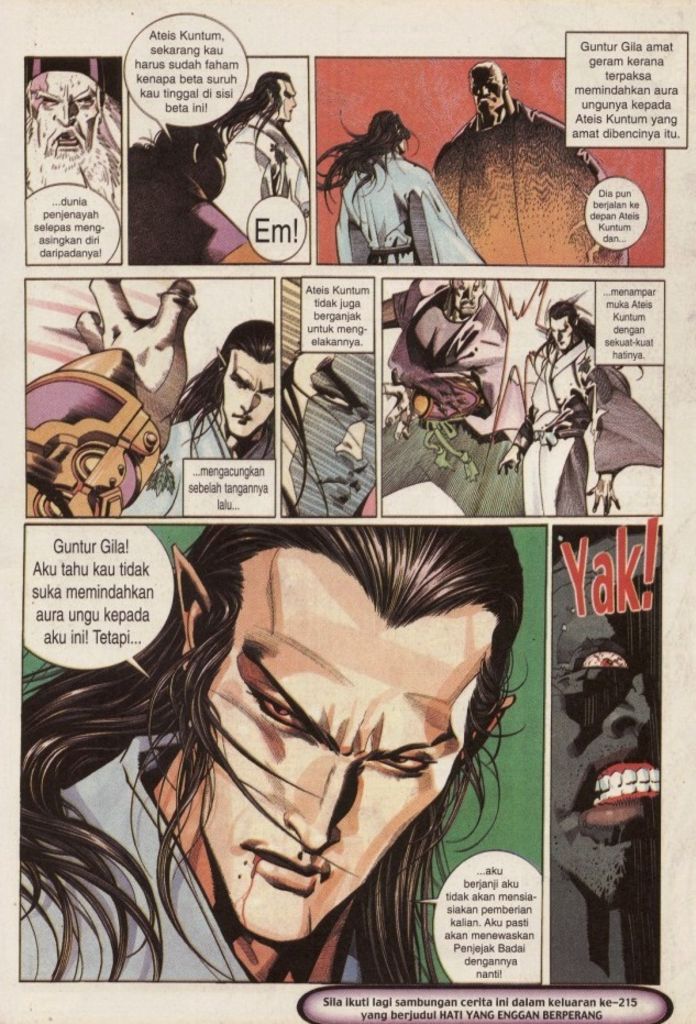 Ateis Kuntum,
sekarang kau
harus sudah faham
kenapa beta suruh
kau tinggal di sisi
beta ini!
...dunia
penjenayah
selepas meng-
asingkan diri
daripadanya!
Em!
Guntur Gila amat
geram kerana
terpaksa
memindahkan aura
ungunya kepada
Ateis Kuntum yang
amat dibencinya itu.
Dia pun
berjalan ke
depan Ateis
Kuntum
dan...
...mengacungkan
sebelah tangannya
lalu...
Ateis Kuntum
tidak juga
berganjak
untuk meng-
elakkannya.
...menampar
muka Ateis
Kuntum
dengan
sekuat-kuat
hatinya.
Guntur Gila!
Aku tahu kau tidak
suka memindahkan
aura ungu kepada
aku ini! Tetapi...
...aku
berjanji aku
tidak akan mensia-
siakan pemberian
kalian. Aku pasti
akan menewaskan
Penjejak Badai
dengannya
nanti!
Yak!
Sila ikuti lagi sambungan cerita ini dalam keluaran ke-215
yang berjudul HATI YANG ENGGAN BERPERANG